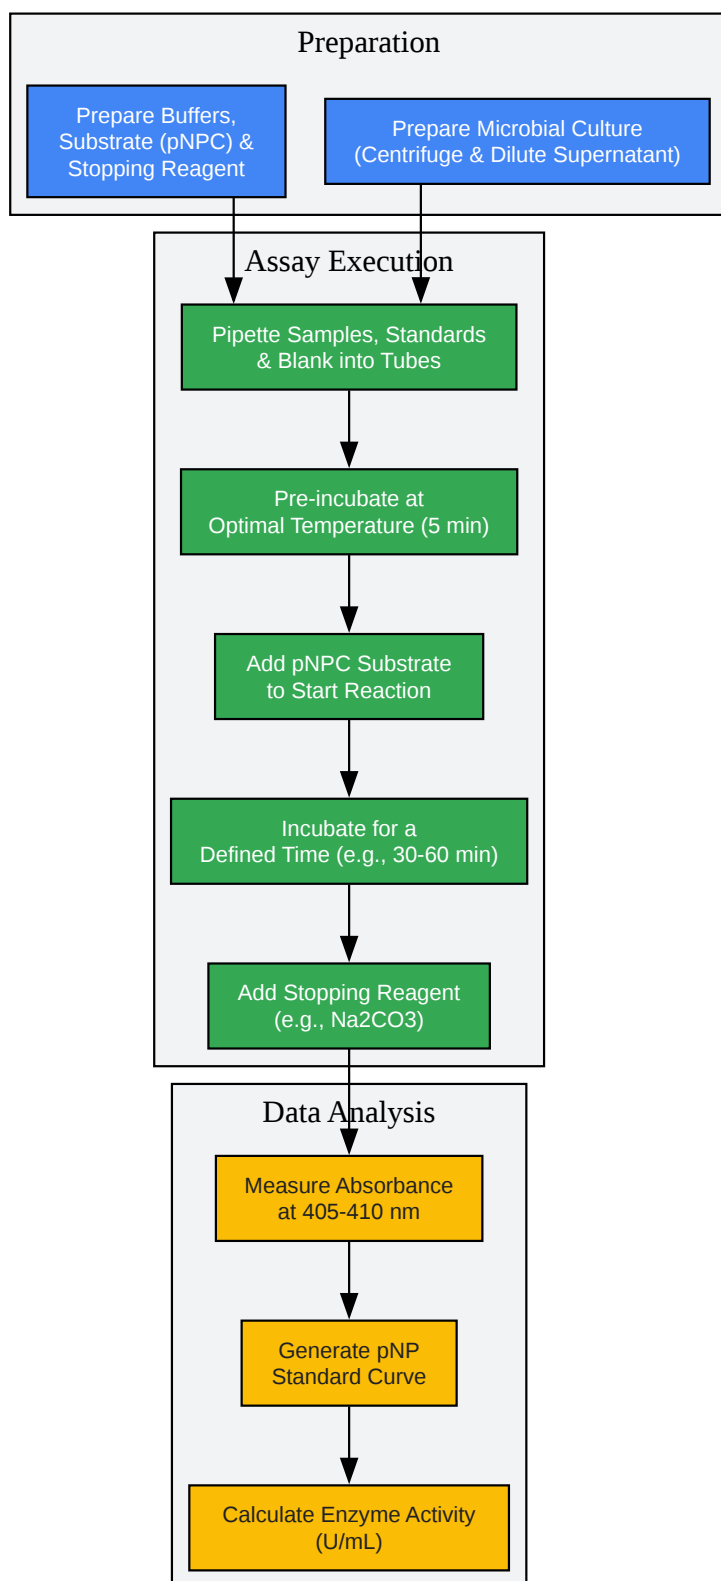 Preparation
Prepare Buffers,
Substrate (pNPC) &
Stopping Reagent
Prepare Microbial Culture
(Centrifuge & Dilute Supernatant)
Assay Execution
Pipette Samples, Standards
& Blank into Tubes
Pre-incubate at
Optimal Temperature (5 min)
Add pNPC Substrate
to Start Reaction
Incubate for a
Defined Time (e.g., 30-60 min)
Add Stopping Reagent
(e.g., Na2CO3)
Data Analysis
Measure Absorbance
at 405-410 nm
Generate pNP
Standard Curve
Calculate Enzyme Activity
(U/mL)